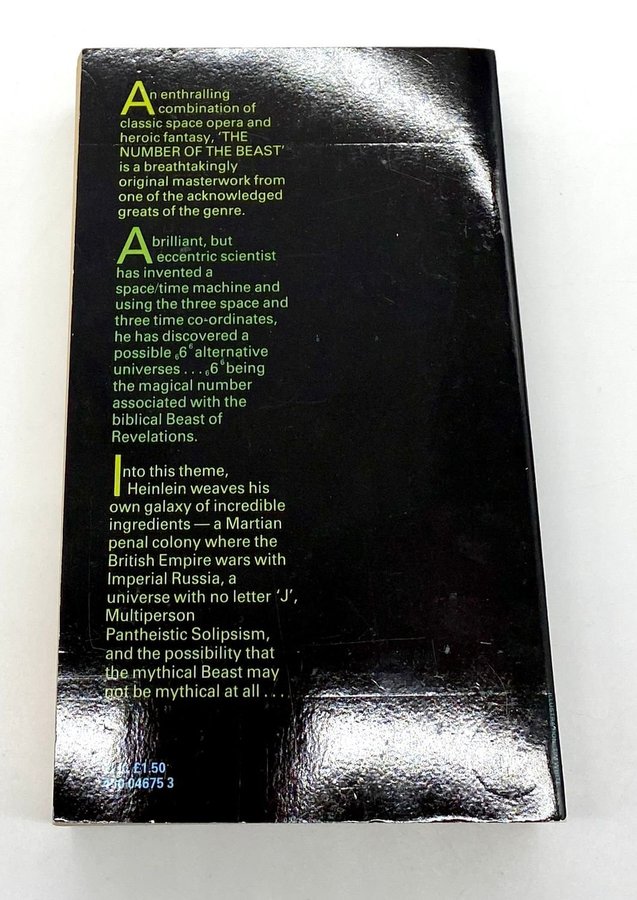 An enthralling
combination of
classic space opera and
heroic fantasy, ‘THE
NUMBER OF THE BEAST’
is a breathtakingly
original masterwork from
one of the acknowledged
greats of the genre.
A brilliant, but
eccentric scientist
has invented a
space/time machine and
using the three space and
three time co-ordinates,
he has discovered a
possible ₆6⁶ alternative
universes . . . ₆6⁶ being
the magical number
associated with the
biblical Beast of
Revelations.
Into this theme,
Heinlein weaves his
own galaxy of incredible
ingredients — a Martian
penal colony where the
British Empire wars with
Imperial Russia, a
universe with no letter ‘J’,
Multiperson
Pantheistic Solipsism,
and the possibility that
the mythical Beast may
not be mythical at all . . . .
£1.50
04675 3